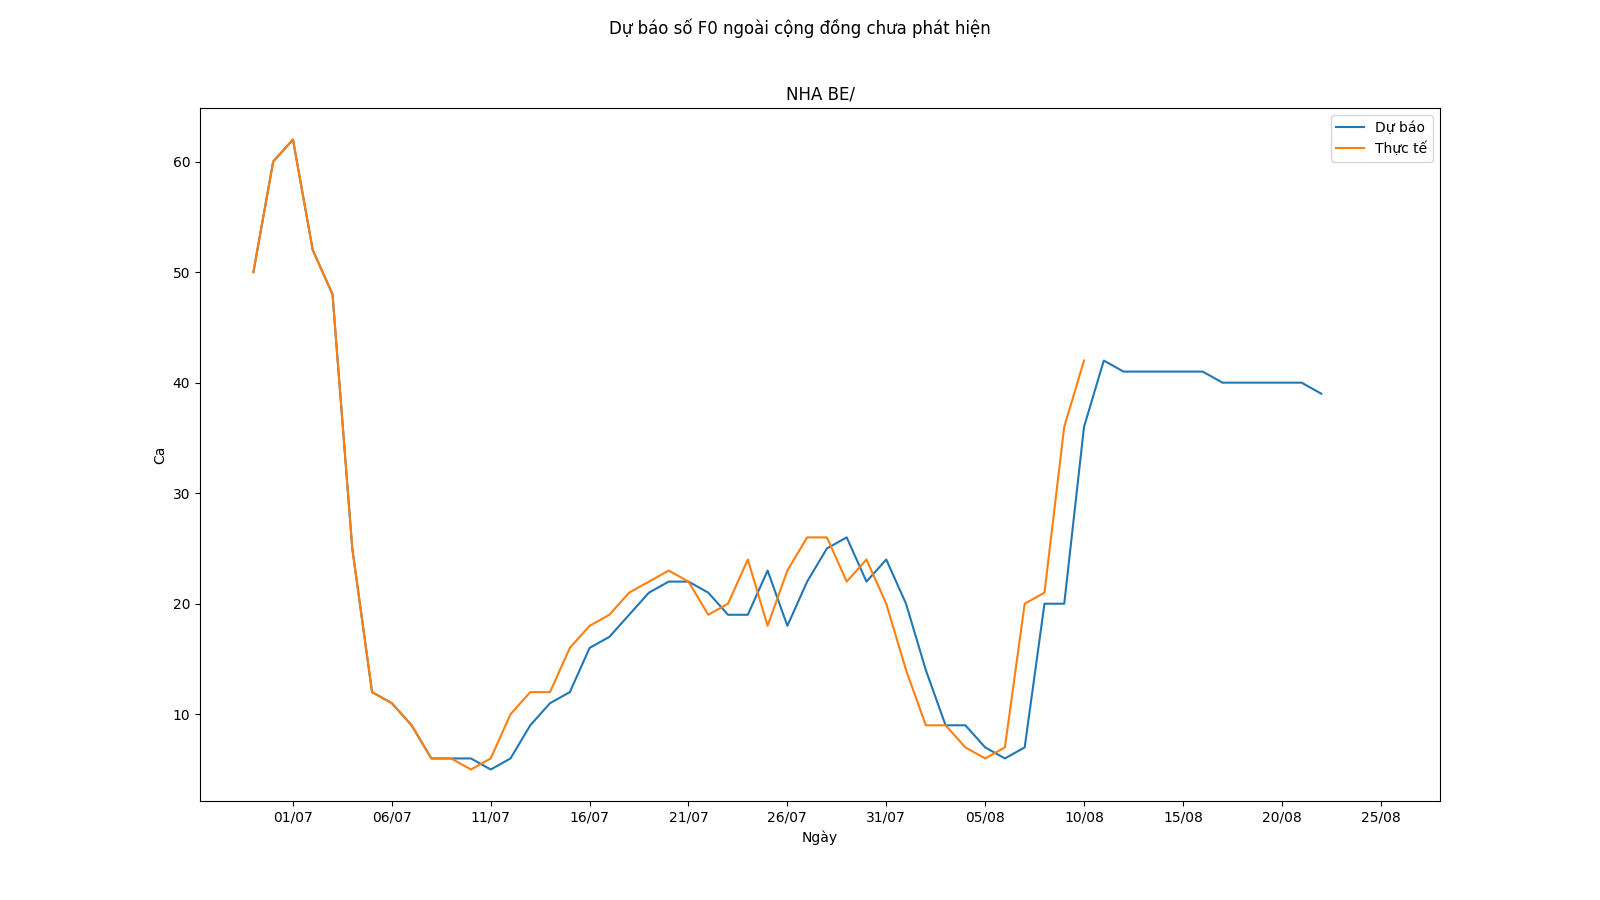 Dự báo số F0 ngoài cộng đồng chưa phát hiện
NHA BE/
Dự báo
Thực tế
60
50
40
30
20
10
Ca
01/07 06/07 11/07 16/07 21/07 26/07 31/07 05/08 10/08 15/08 20/08 25/08
Ngày